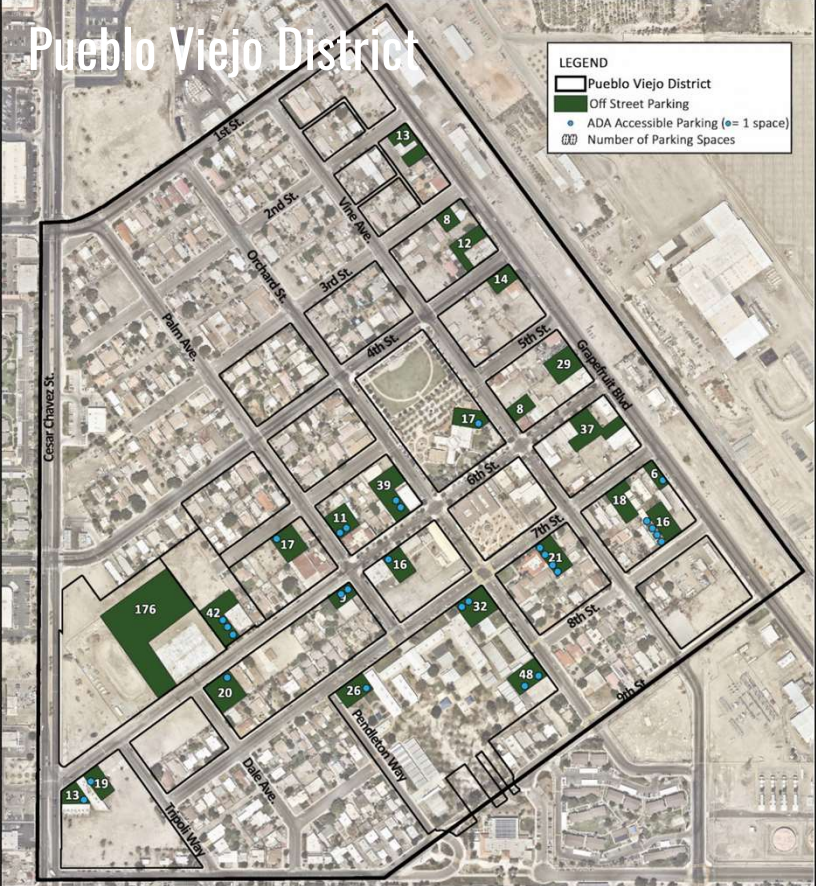 Pueblo Viejo District
LEGEND
Pueblo Viejo District
Off Street Parking
ADA Accessible Parking (= 1 space)
## Number of Parking Spaces
1st St.
13
2nd St.
Vine Ave.
8
12
Orchard St.
3rd St.
14
Palm Ave.
4th St.
5th St.
Grapefruit Blvd
29
Cesar Chavez St.
17
8
37
6th St.
39
6
18
11
16
7th St.
17
16
21
176
42
9
32
8th St.
20
26
48
9th St.
Pendleton Way
Dale Ave.
19
13
Tripoli Way